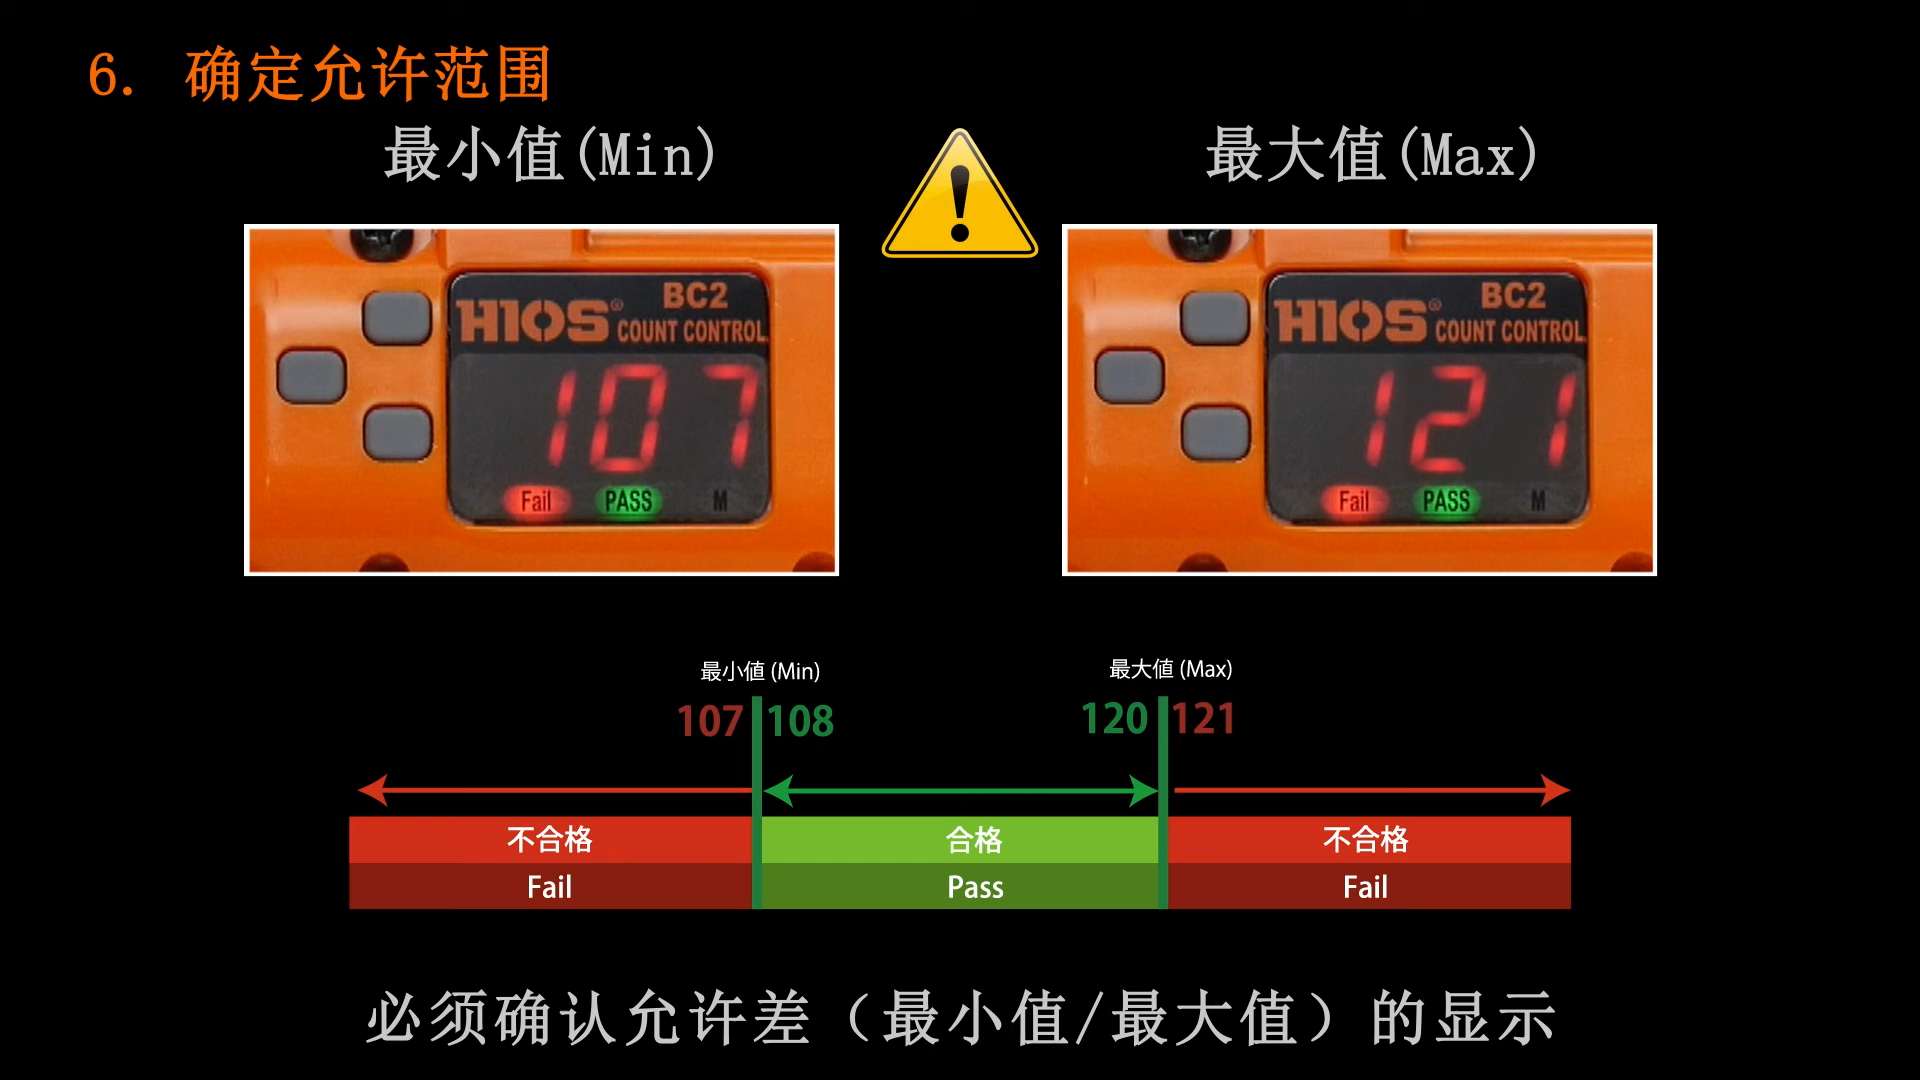 6. 确定允许范围
最小值(Min)
最大值(Max)
HIOS® BC2
COUNT CONTROL
107
Fail PASS M
HIOS® BC2
COUNT CONTROL
121
Fail PASS M
最小値 (Min)
最大値 (Max)
107 108
120 121
不合格 合格 不合格
Fail Pass Fail
必须确认允许差（最小值/最大值）的显示